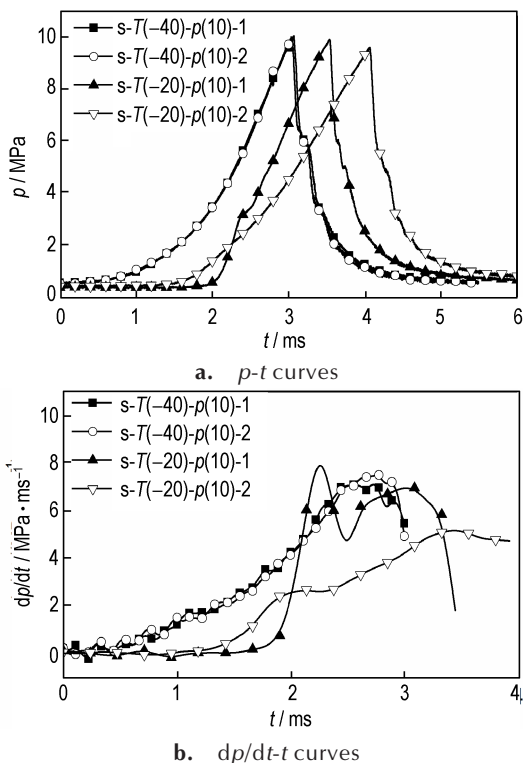 10
8
6
4
2
0
p / MPa
s-T(−40)-p(10)-1
s-T(−40)-p(10)-2
s-T(−20)-p(10)-1
s-T(−20)-p(10)-2
0 1 2 3 4 5 6
t / ms
a. p-t curves
10
8
6
4
2
0
dp/dt / MPa•ms⁻¹
s-T(−40)-p(10)-1
s-T(−40)-p(10)-2
s-T(−20)-p(10)-1
s-T(−20)-p(10)-2
0 1 2 3 4
t / ms
b. dp/dt-t curves